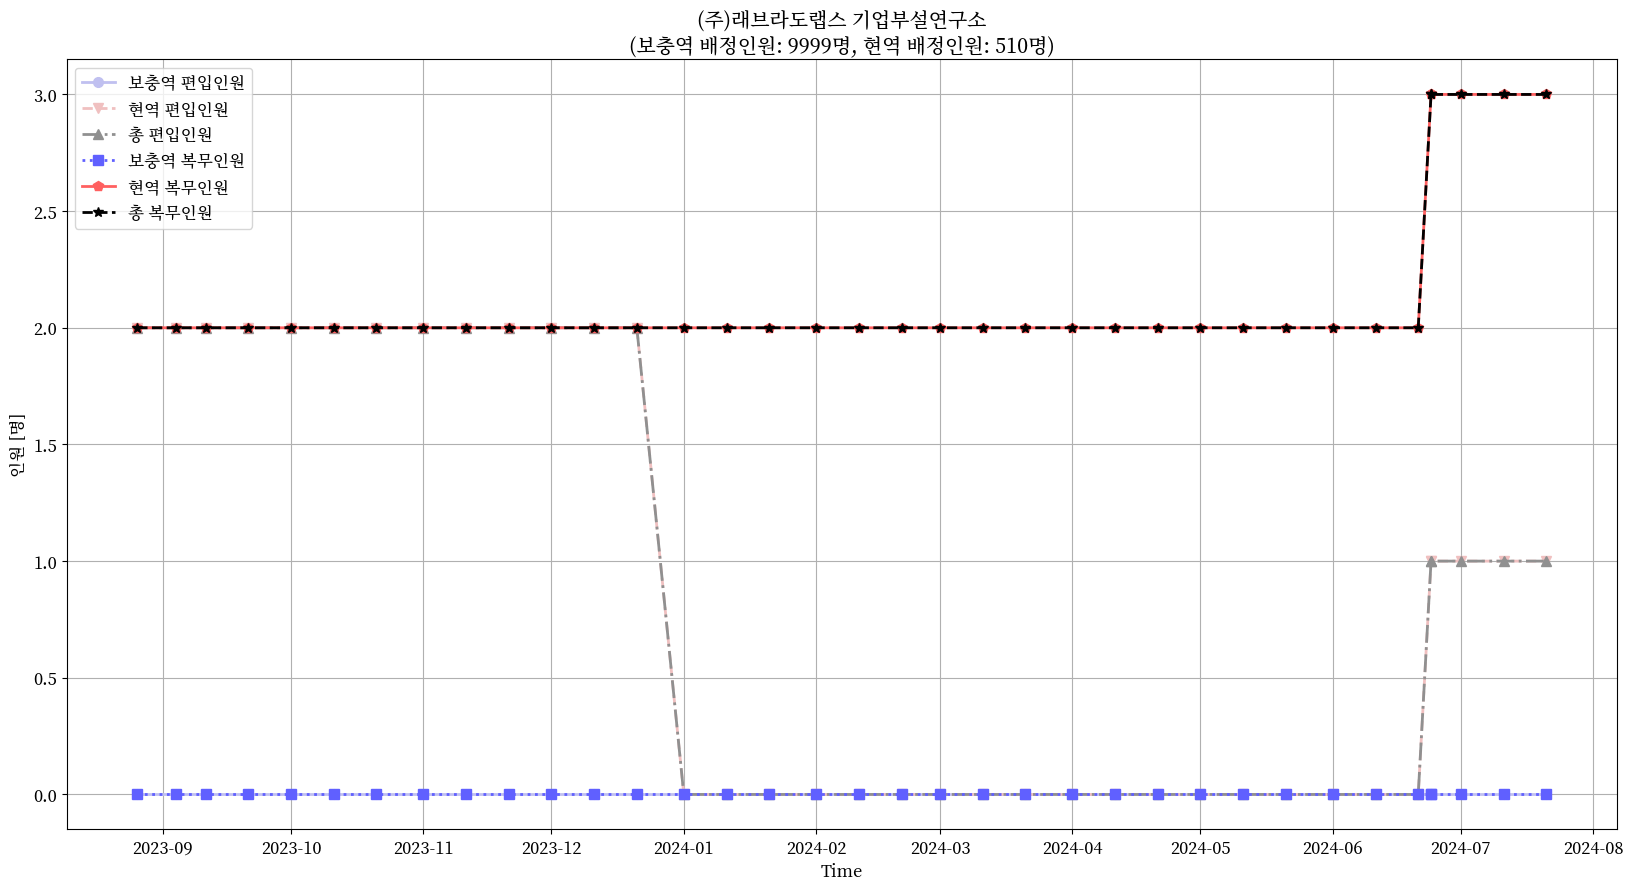 (주)래브라도랩스 기업부설연구소
(보충역 배정인원: 9999명, 현역 배정인원: 510명)
보충역 편입인원
현역 편입인원
총 편입인원
보충역 복무인원
현역 복무인원
총 복무인원
3.0
2.5
2.0
1.5
1.0
0.5
0.0
인원 [명]
2023-09 2023-10 2023-11 2023-12 2024-01 2024-02 2024-03 2024-04 2024-05 2024-06 2024-07 2024-08
Time